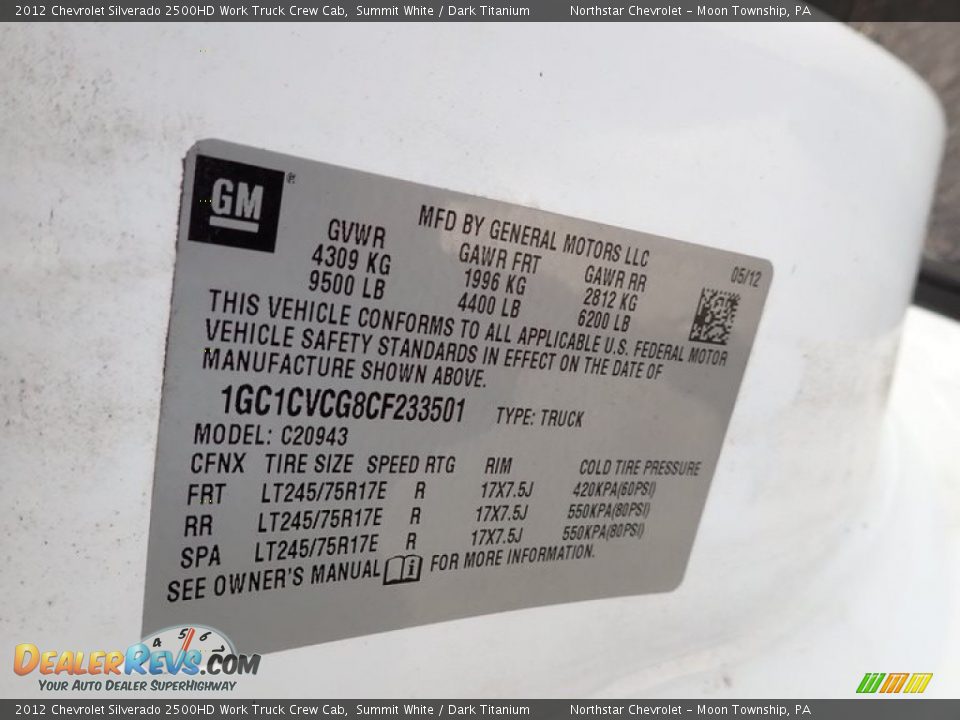 2012 Chevrolet Silverado 2500HD Work Truck Crew Cab, Summit White / Dark Titanium Northstar Chevrolet - Moon Township, PA
GM®
MFD BY GENERAL MOTORS LLC
GVWR GAWR FRT GAWR RR 05/12
4309 KG 1996 KG 2812 KG
9500 LB 4400 LB 6200 LB
THIS VEHICLE CONFORMS TO ALL APPLICABLE U.S. FEDERAL MOTOR
VEHICLE SAFETY STANDARDS IN EFFECT ON THE DATE OF
MANUFACTURE SHOWN ABOVE.
1GC1CVCG8CF233501 TYPE: TRUCK
MODEL: C20943
CFNX TIRE SIZE SPEED RTG RIM COLD TIRE PRESSURE
FRT LT245/75R17E R 17X7.5J 420KPA(60PSI)
RR LT245/75R17E R 17X7.5J 550KPA(80PSI)
SPA LT245/75R17E R 17X7.5J 550KPA(80PSI)
SEE OWNER'S MANUAL i FOR MORE INFORMATION.
4 5 6
DealerRevs.com
Your Auto Dealer SuperHighway
2012 Chevrolet Silverado 2500HD Work Truck Crew Cab, Summit White / Dark Titanium Northstar Chevrolet - Moon Township, PA